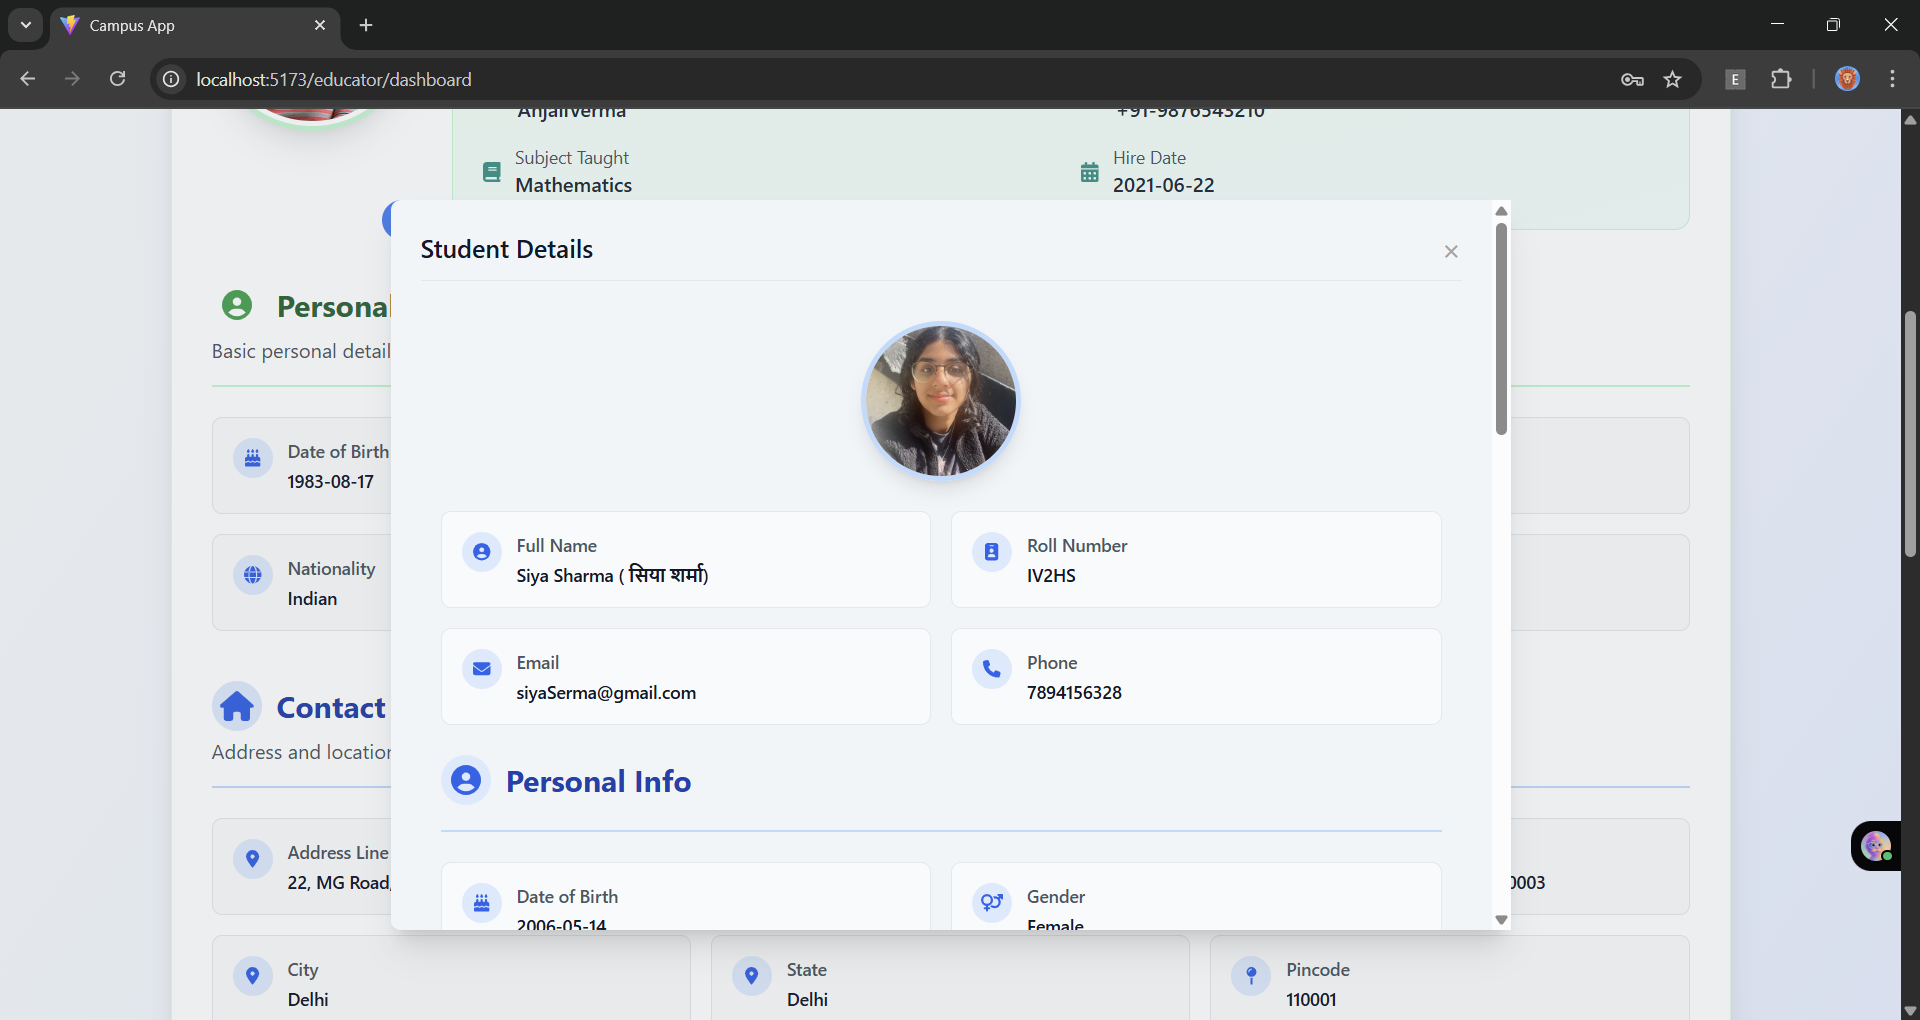 Campus App
localhost:5173/educator/dashboard
E
AnjaliVerma
+91-9876543210
Subject Taught
Mathematics
Hire Date
2021-06-22
Student Details
Full Name
Siya Sharma ( सिया शर्मा)
Roll Number
IV2HS
Email
siyaSerma@gmail.com
Phone
7894156328
Personal Info
Date of Birth
2006-05-14
Gender
Female
Personal
Basic personal detail
Date of Birth
1983-08-17
Nationality
Indian
Contact
Address and location
Address Line
22, MG Road,
0003
City
Delhi
State
Delhi
Pincode
110001